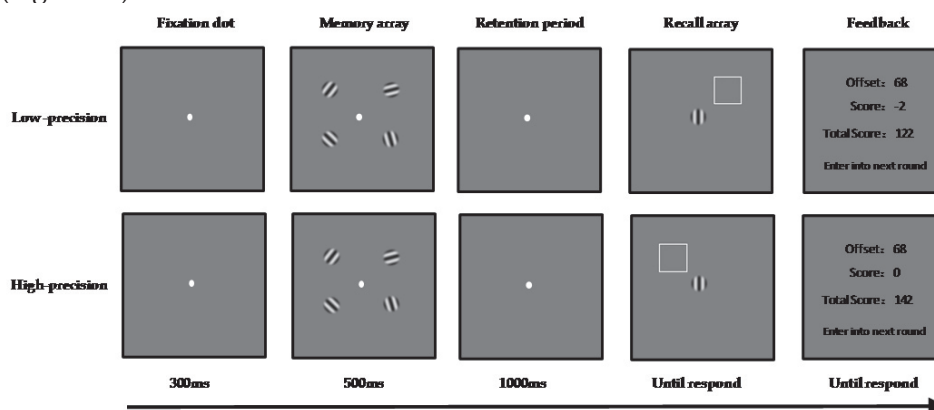 Fixation dot Memory array Retention period Recall array Feedback
Low-precision
Offset: 68
Score: -2
Total Score: 122
Enter into next round
High-precision
Offset: 68
Score: 0
Total Score: 142
Enter into next round
300ms 500ms 1000ms Until respond Until respond